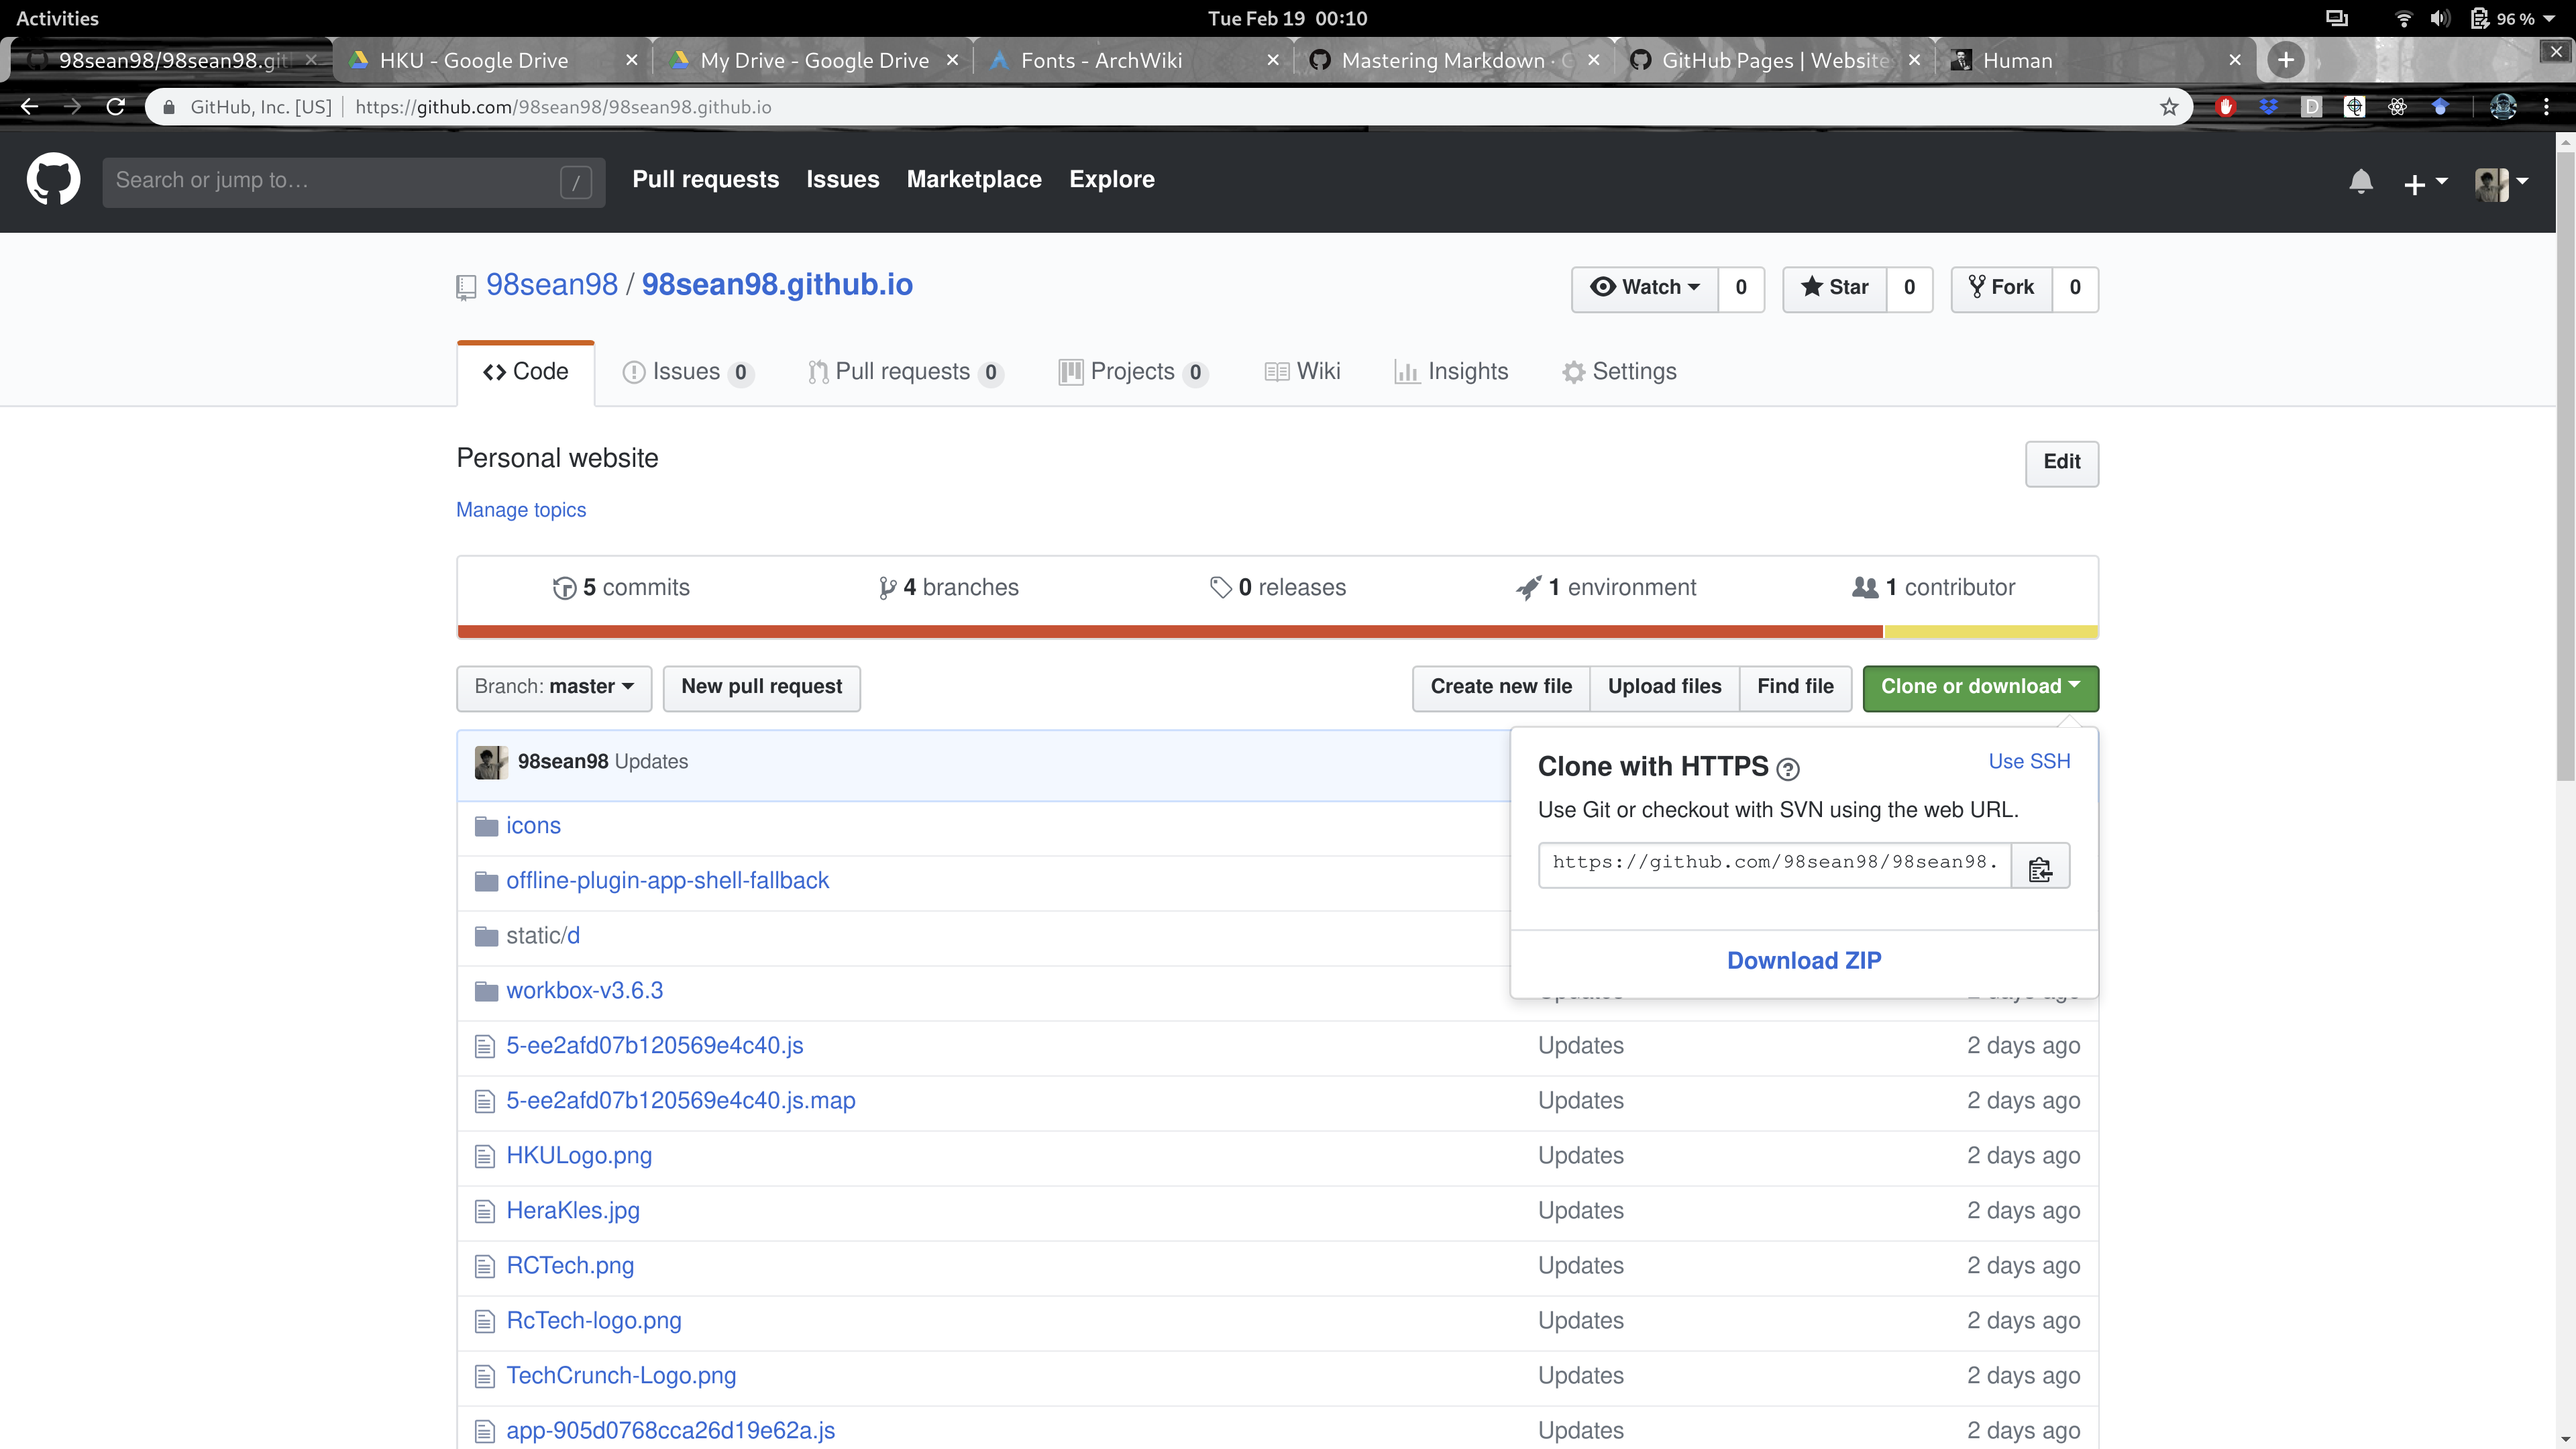 Activities
Tue Feb 19 00:10
96 %
98sean98/98sean98.git
HKU - Google Drive
My Drive - Google Drive
Fonts - ArchWiki
Mastering Markdown ·
GitHub Pages | Website
Human
GitHub, Inc. [US] | https://github.com/98sean98/98sean98.github.io
Search or jump to…
/
Pull requests
Issues
Marketplace
Explore
98sean98 / 98sean98.github.io
Watch 0
Star 0
Fork 0
Code
Issues 0
Pull requests 0
Projects 0
Wiki
Insights
Settings
Personal website
Edit
Manage topics
5 commits
4 branches
0 releases
1 environment
1 contributor
Branch: master
New pull request
Create new file
Upload files
Find file
Clone or download
98sean98 Updates
Clone with HTTPS
Use SSH
Use Git or checkout with SVN using the web URL.
https://github.com/98sean98/98sean98.
Download ZIP
icons
offline-plugin-app-shell-fallback
static/d
workbox-v3.6.3
5-ee2afd07b120569e4c40.js Updates 2 days ago
5-ee2afd07b120569e4c40.js.map Updates 2 days ago
HKULogo.png Updates 2 days ago
HeraKles.jpg Updates 2 days ago
RCTech.png Updates 2 days ago
RcTech-logo.png Updates 2 days ago
TechCrunch-Logo.png Updates 2 days ago
app-905d0768cca26d19e62a.js Updates 2 days ago